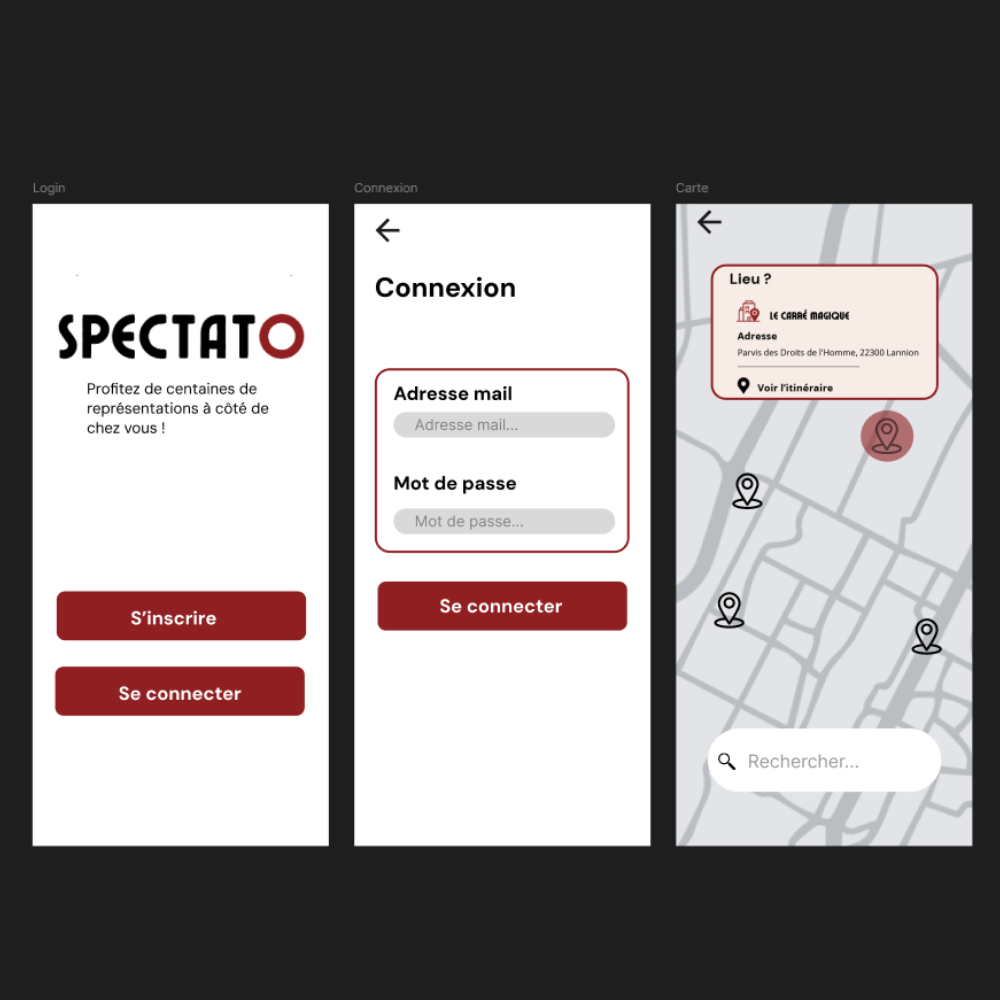 Login
SPECTATO
Profitez de centaines de
représentations à côté de
chez vous !
S'inscrire
Se connecter
Connexion
Connexion
Adresse mail
Adresse mail...
Mot de passe
Mot de passe...
Se connecter
Carte
Lieu ?
LE CARRÉ MAGIQUE
Adresse
Parvis des Droits de l'Homme, 22300 Lannion
Voir l'itinéraire
Rechercher...